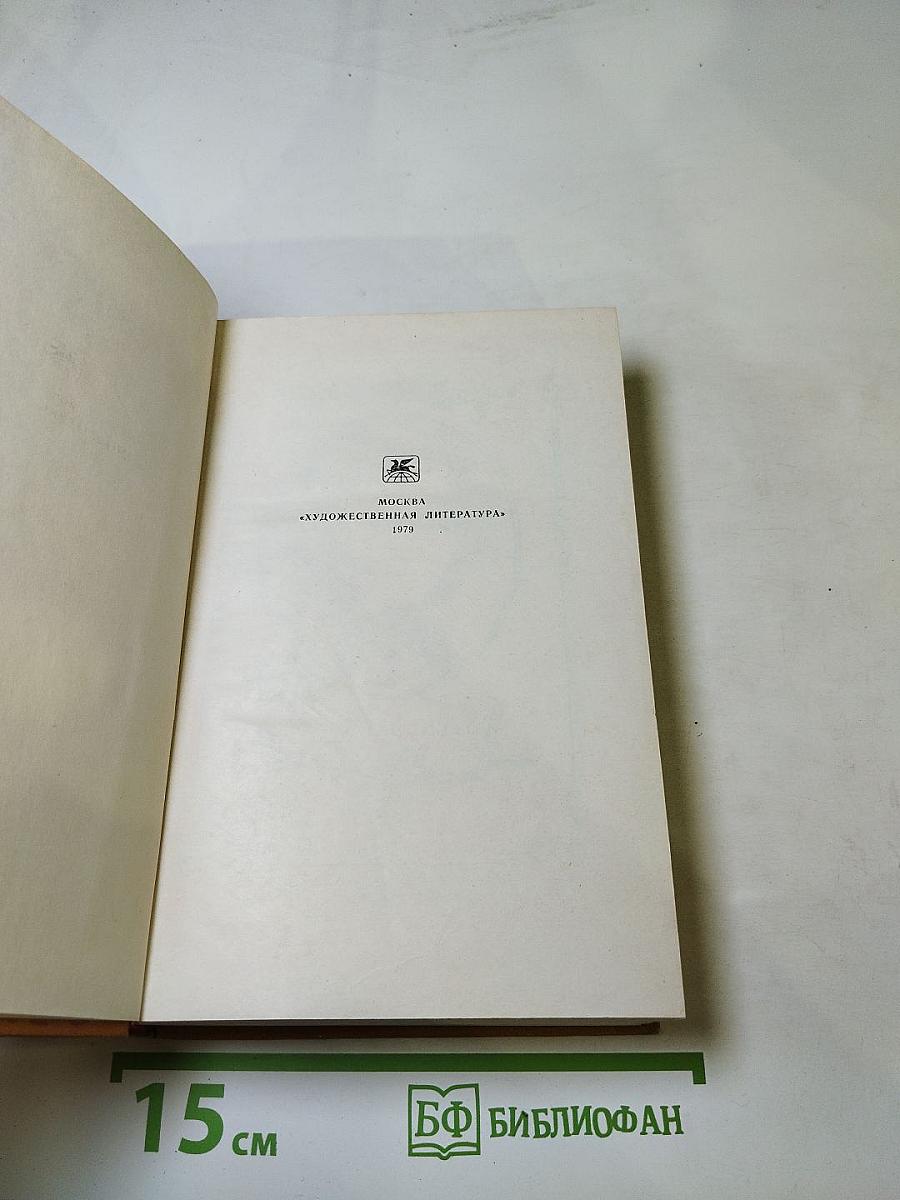 МОСКВА
«ХУДОЖЕСТВЕННАЯ ЛИТЕРАТУРА»
1979
15 см
БФ БИБЛИОФАН